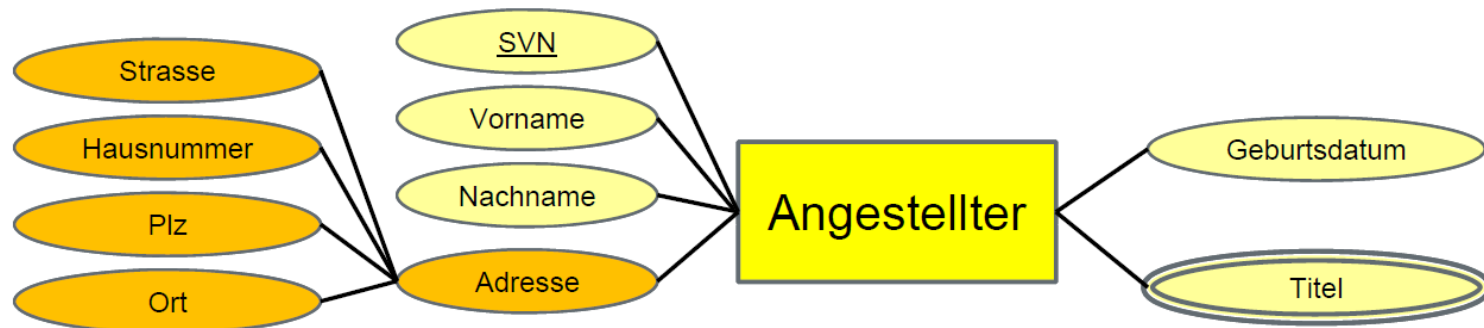 Strasse
Hausnummer
Plz
Ort
SVN
Vorname
Nachname
Adresse
Angestellter
Geburtsdatum
Titel